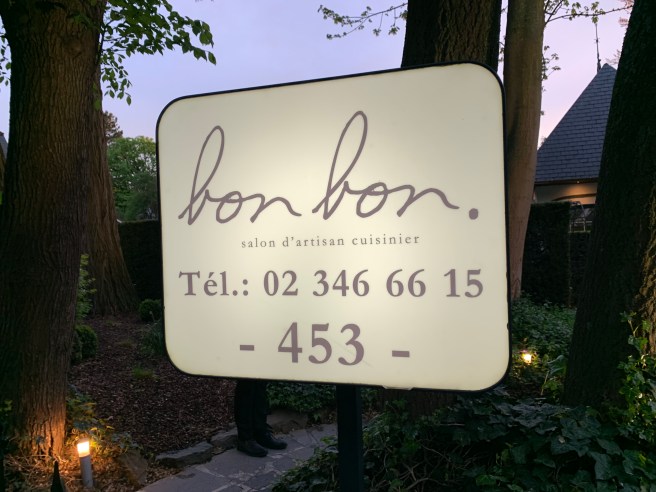 bon bon.
salon d'artisan cuisinier
Tél.: 02 346 66 15
- 453 -